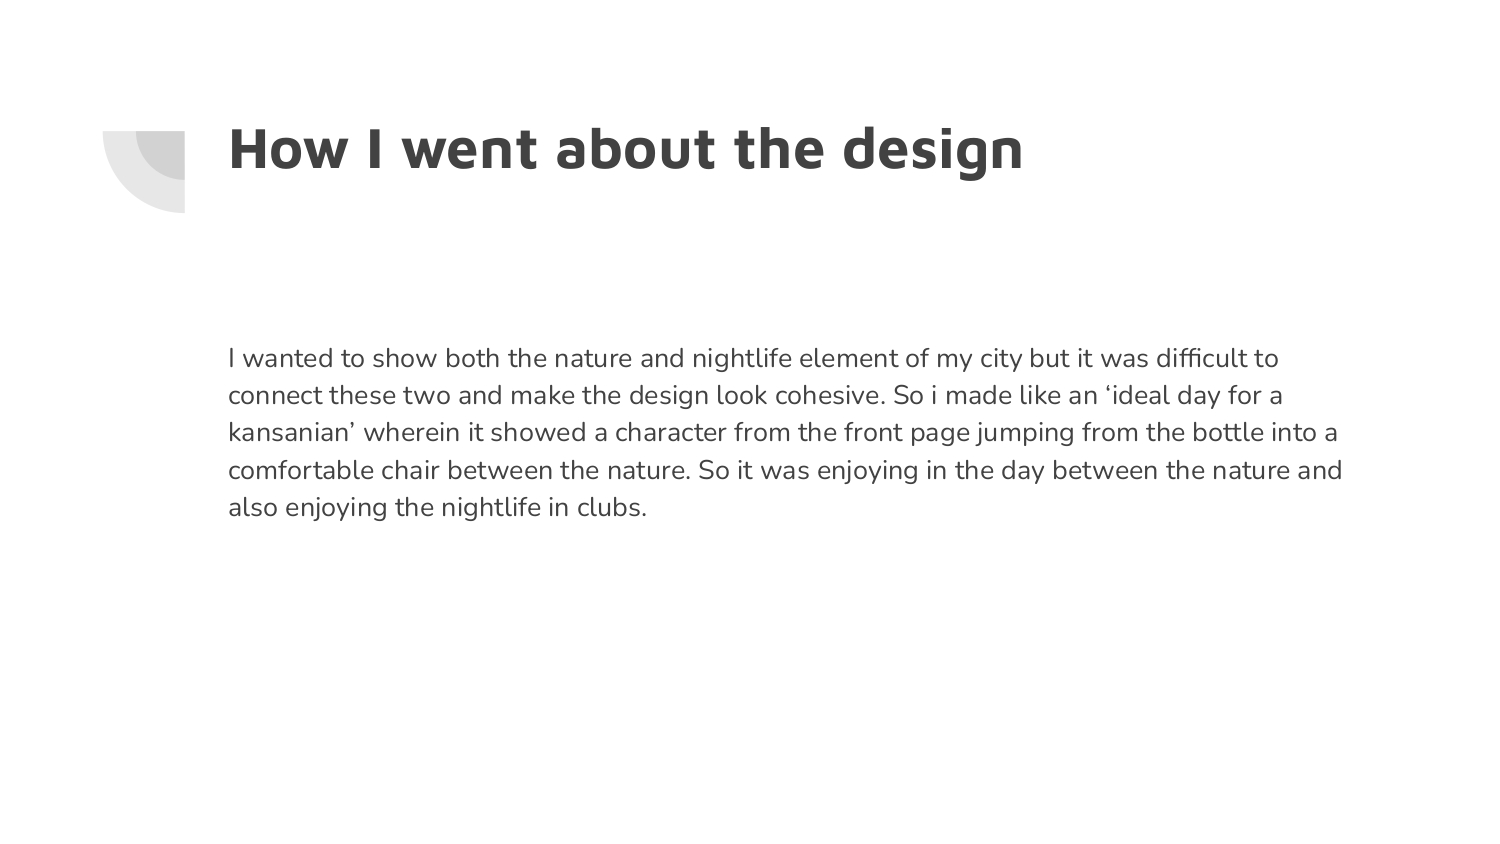 How I went about the design
I wanted to show both the nature and nightlife element of my city but it was difficult to
connect these two and make the design look cohesive. So i made like an ‘ideal day for a
kansanian’ wherein it showed a character from the front page jumping from the bottle into a
comfortable chair between the nature. So it was enjoying in the day between the nature and
also enjoying the nightlife in clubs.